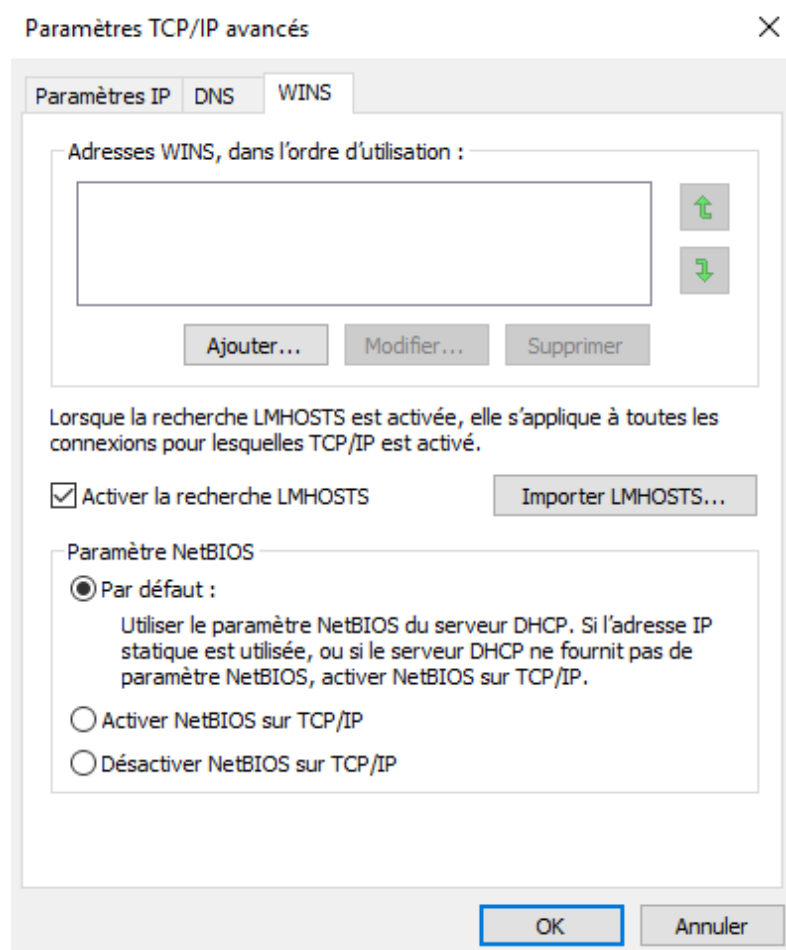 Paramètres TCP/IP avancés
Paramètres IP DNS WINS
Adresses WINS, dans l’ordre d’utilisation :
Ajouter... Modifier... Supprimer
Lorsque la recherche LMHOSTS est activée, elle s’applique à toutes les
connexions pour lesquelles TCP/IP est activé.
Activer la recherche LMHOSTS Importer LMHOSTS...
Paramètre NetBIOS
Par défaut :
Utiliser le paramètre NetBIOS du serveur DHCP. Si l’adresse IP
statique est utilisée, ou si le serveur DHCP ne fournit pas de
paramètre NetBIOS, activer NetBIOS sur TCP/IP.
Activer NetBIOS sur TCP/IP
Désactiver NetBIOS sur TCP/IP
OK Annuler